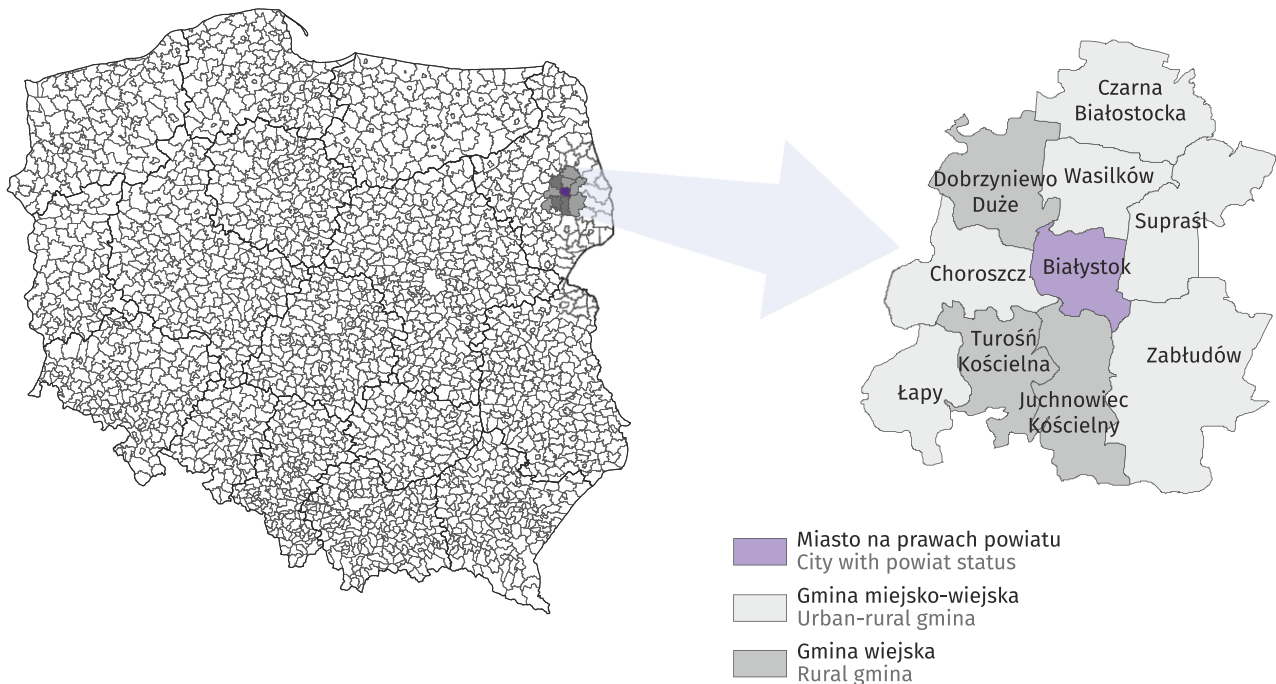 Czarna
Białostocka
Dobrzyniewo
Duże
Wasilków
Supraśl
Choroszcz
Białystok
Turośń
Kościelna
Zabłudów
Łapy
Juchnowiec
Kościelny
Miasto na prawach powiatu
City with powiat status
Gmina miejsko-wiejska
Urban-rural gmina
Gmina wiejska
Rural gmina